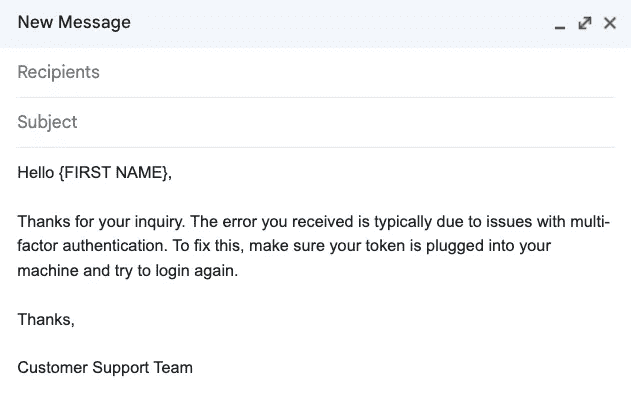 New Message
Recipients
Subject
Hello {FIRST NAME},
Thanks for your inquiry. The error you received is typically due to issues with multi-
factor authentication. To fix this, make sure your token is plugged into your
machine and try to login again.
Thanks,
Customer Support Team